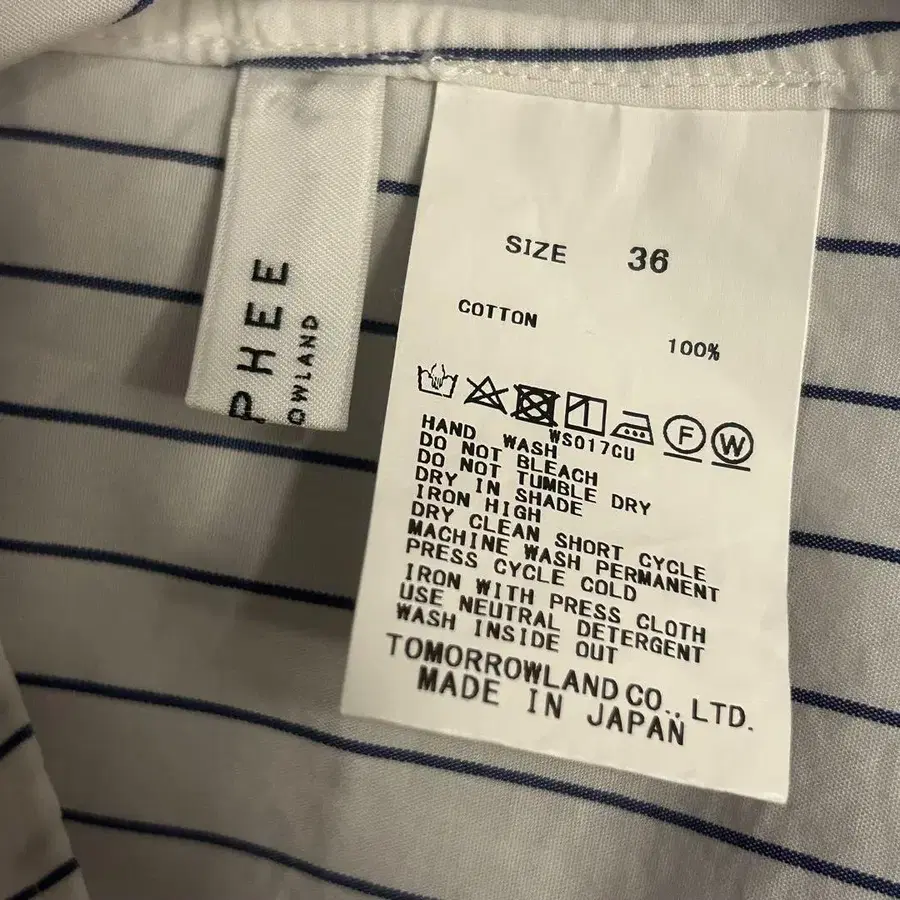 PHEE
OWLAND
SIZE 36
COTTON
100%
F W
WS017CU
HAND WASH
DO NOT BLEACH
DO NOT TUMBLE DRY
DRY IN SHADE
IRON HIGH
DRY CLEAN SHORT CYCLE
MACHINE WASH PERMANENT
PRESS CYCLE COLD
IRON WITH PRESS CLOTH
USE NEUTRAL DETERGENT
WASH INSIDE OUT
TOMORROWLAND CO., LTD.
MADE IN JAPAN